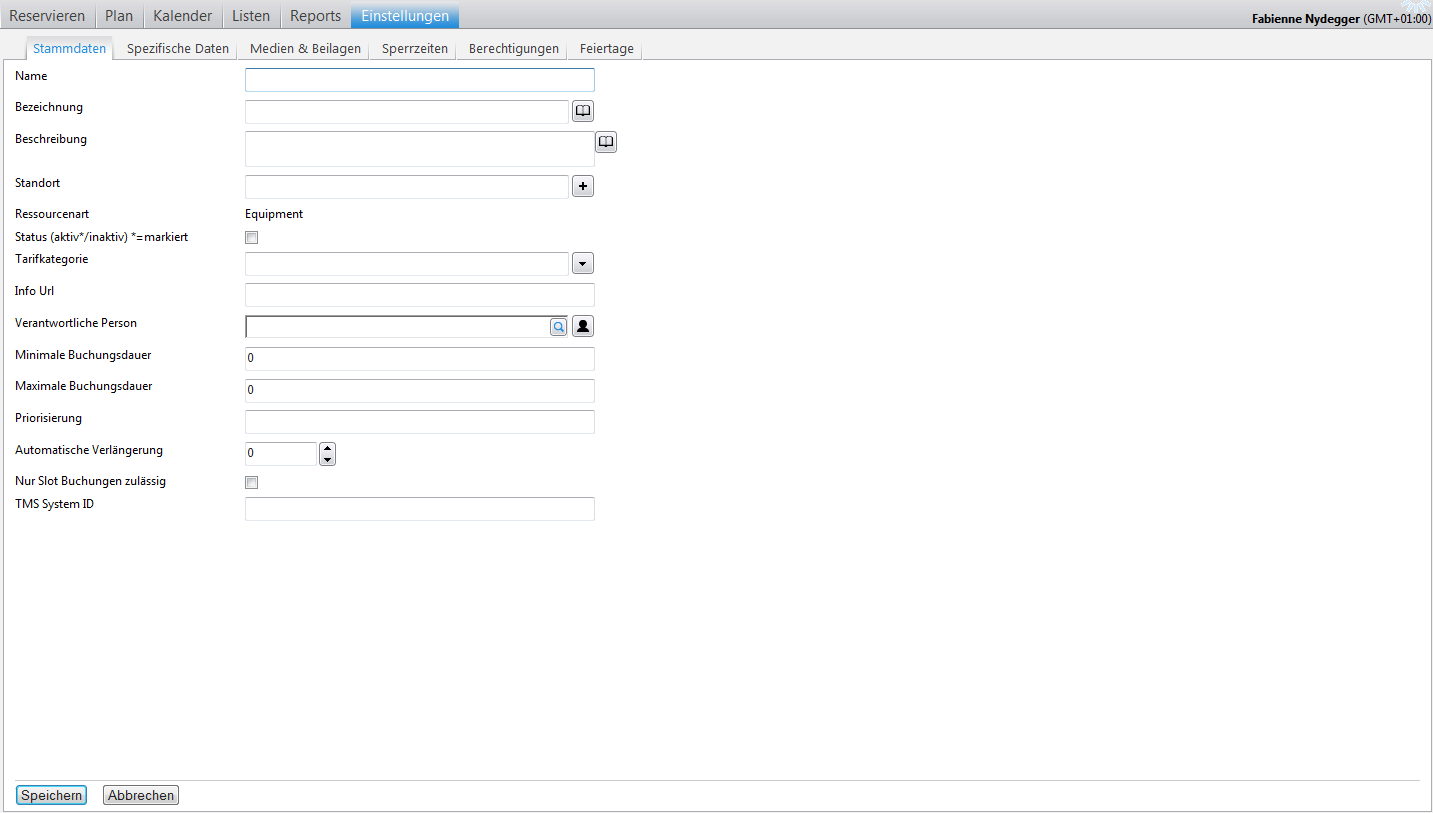 Reservieren Plan Kalender Listen Reports Einstellungen
Fabienne Nydegger (GMT+01:00)
Stammdaten Spezifische Daten Medien & Beilagen Sperrzeiten Berechtigungen Feiertage
Name
Bezeichnung
Beschreibung
Standort
Ressourcenart Equipment
Status (aktiv*/inaktiv) *=markiert
Tarifkategorie
Info Url
Verantwortliche Person
Minimale Buchungsdauer 0
Maximale Buchungsdauer 0
Priorisierung
Automatische Verlängerung 0
Nur Slot Buchungen zulässig
TMS System ID
Speichern Abbrechen